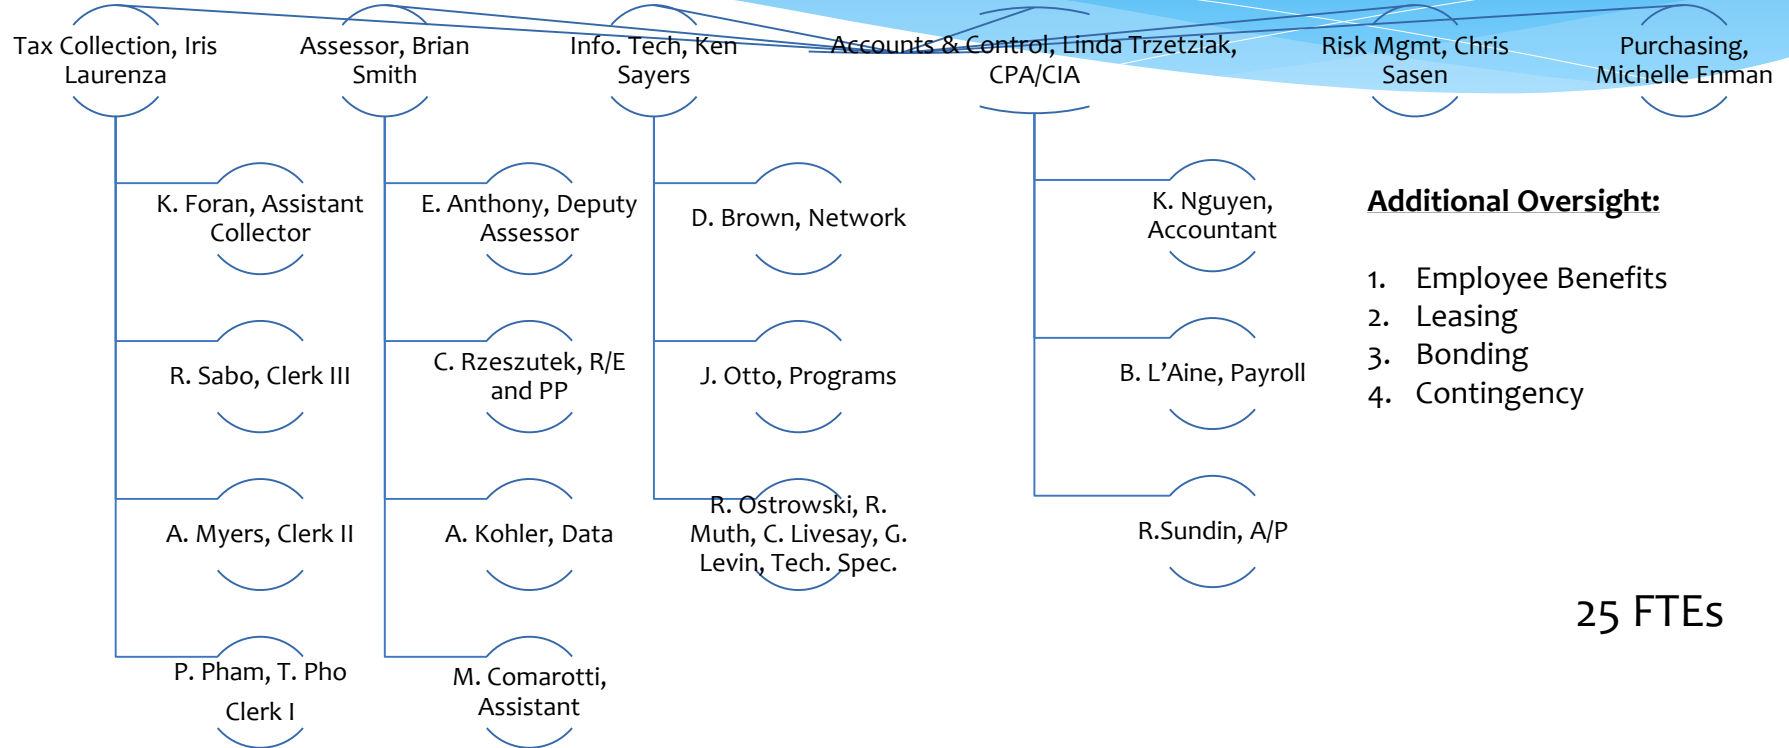 Tax Collection, Iris
Laurenza
Assessor, Brian
Smith
Info. Tech, Ken
Sayers
Accounts & Control, Linda Trzetziak,
CPA/CIA
Risk Mgmt, Chris
Sasen
Purchasing,
Michelle Enman
K. Foran, Assistant
Collector
R. Sabo, Clerk III
A. Myers, Clerk II
P. Pham, T. Pho
Clerk I
E. Anthony, Deputy
Assessor
C. Rzeszutek, R/E
and PP
A. Kohler, Data
M. Comarotti,
Assistant
D. Brown, Network
J. Otto, Programs
R. Ostrowski, R.
Muth, C. Livesay, G.
Levin, Tech. Spec.
K. Nguyen,
Accountant
B. L’Aine, Payroll
R.Sundin, A/P
Additional Oversight:
1. Employee Benefits
2. Leasing
3. Bonding
4. Contingency
25 FTEs